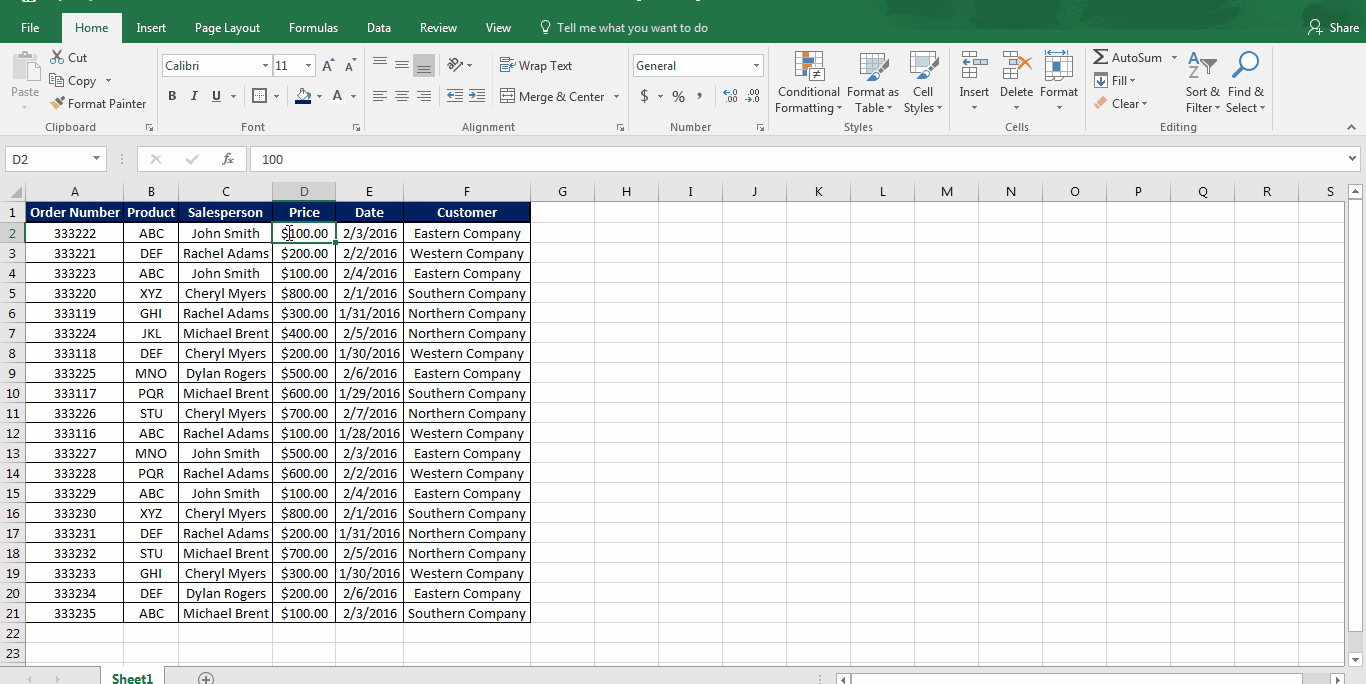 File Home Insert Page Layout Formulas Data Review View Tell me what you want to do Share
Cut
Copy
Format Painter
Paste
Clipboard
Calibri 11 A A
B I U A
Font
Wrap Text
Merge & Center
Alignment
General
$ % ,
Number
Conditional Formatting
Format as Table
Cell Styles
Styles
Insert Delete Format
Cells
AutoSum
Fill
Clear
Sort & Filter
Find & Select
Editing
D2 fx 100
A B C D E F G H I J K L M N O P Q R S
1 Order Number Product Salesperson Price Date Customer
2 333222 ABC John Smith $100.00 2/3/2016 Eastern Company
3 333221 DEF Rachel Adams $200.00 2/2/2016 Western Company
4 333223 ABC John Smith $100.00 2/4/2016 Eastern Company
5 333220 XYZ Cheryl Myers $800.00 2/1/2016 Southern Company
6 333119 GHI Rachel Adams $300.00 1/31/2016 Northern Company
7 333224 JKL Michael Brent $400.00 2/5/2016 Northern Company
8 333118 DEF Cheryl Myers $200.00 1/30/2016 Western Company
9 333225 MNO Dylan Rogers $500.00 2/6/2016 Eastern Company
10 333117 PQR Michael Brent $600.00 1/29/2016 Southern Company
11 333226 STU Cheryl Myers $700.00 2/7/2016 Northern Company
12 333116 ABC Rachel Adams $100.00 1/28/2016 Western Company
13 333227 MNO John Smith $500.00 2/3/2016 Eastern Company
14 333228 PQR Rachel Adams $600.00 2/2/2016 Western Company
15 333229 ABC John Smith $100.00 2/4/2016 Eastern Company
16 333230 XYZ Cheryl Myers $800.00 2/1/2016 Southern Company
17 333231 DEF Rachel Adams $200.00 1/31/2016 Northern Company
18 333232 STU Michael Brent $700.00 2/5/2016 Northern Company
19 333233 GHI Cheryl Myers $300.00 1/30/2016 Western Company
20 333234 DEF Dylan Rogers $200.00 2/6/2016 Eastern Company
21 333235 ABC Michael Brent $100.00 2/3/2016 Southern Company
22
23
Sheet1